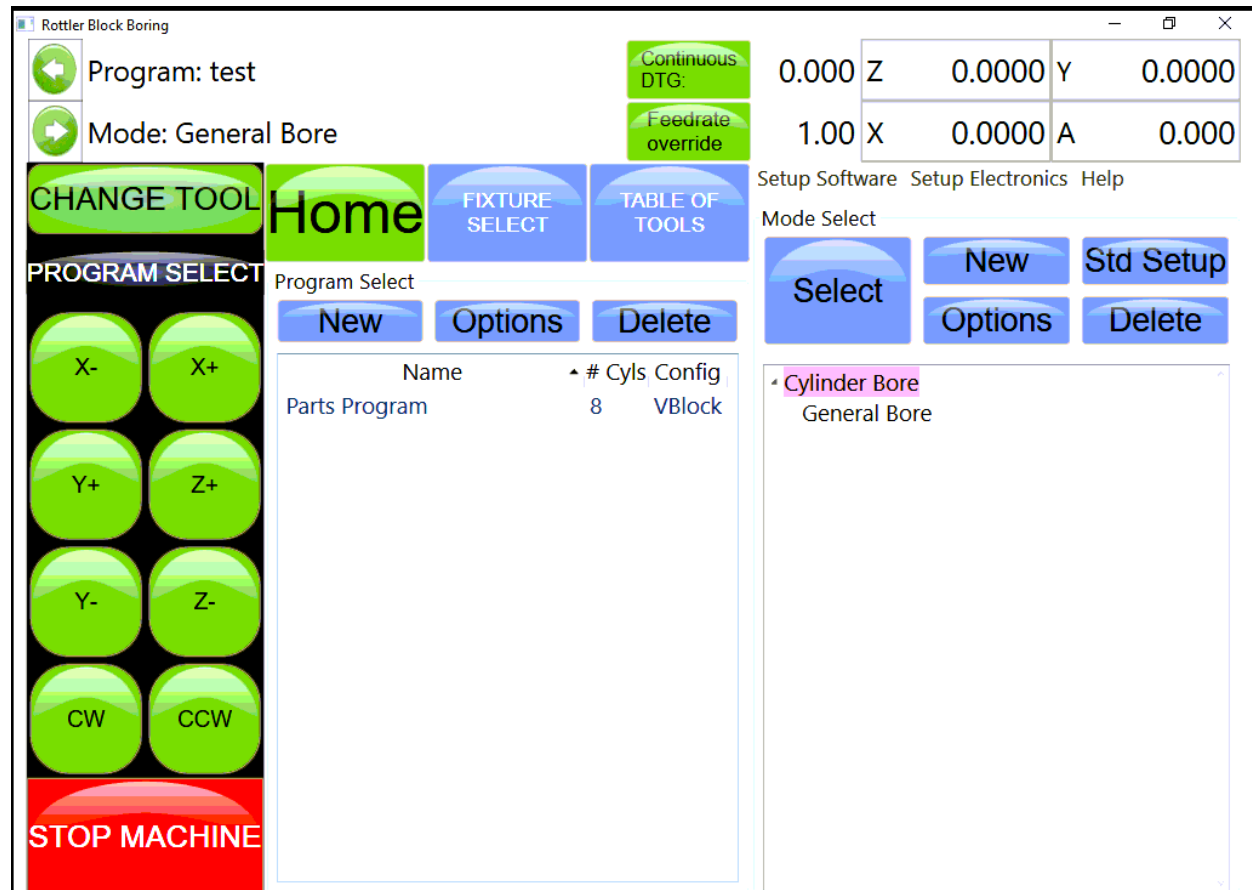 Rottler Block Boring
Program: test
Continuous
DTG:
0.000 Z 0.0000 Y 0.0000
Mode: General Bore
Feedrate
override
1.00 X 0.0000 A 0.000
CHANGE TOOL
Home
FIXTURE
SELECT
TABLE OF
TOOLS
Setup Software Setup Electronics Help
Mode Select
PROGRAM SELECT
Program Select
Select
New
Std Setup
New
Options
Delete
Options
Delete
Name # Cyls Config
Parts Program 8 VBlock
Cylinder Bore
General Bore
X- X+
Y+ Z+
Y- Z-
CW CCW
STOP MACHINE